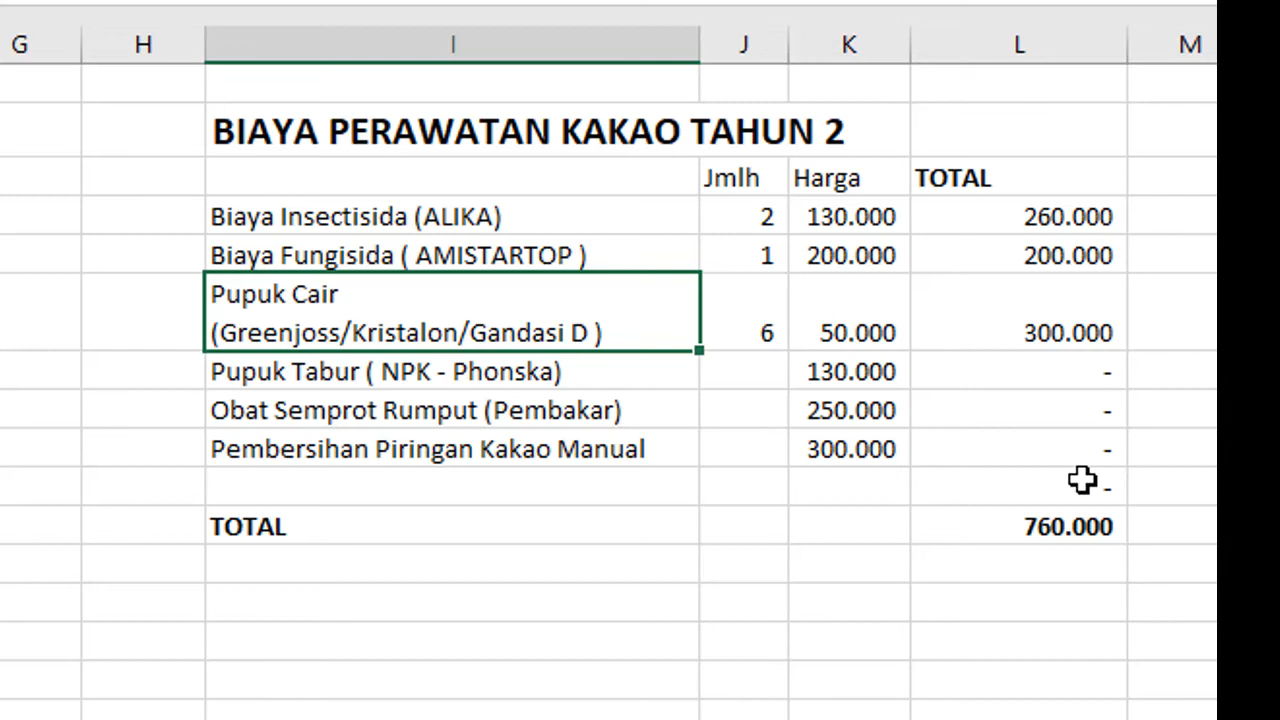 G H I J K L M
BIAYA PERAWATAN KAKAO TAHUN 2
Jmlh Harga TOTAL
Biaya Insectisida (ALIKA) 2 130.000 260.000
Biaya Fungisida ( AMISTARTOP ) 1 200.000 200.000
Pupuk Cair
(Greenjoss/Kristalon/Gandasi D ) 6 50.000 300.000
Pupuk Tabur ( NPK - Phonska) 130.000 -
Obat Semprot Rumput (Pembakar) 250.000 -
Pembersihan Piringan Kakao Manual 300.000 -
-
TOTAL 760.000